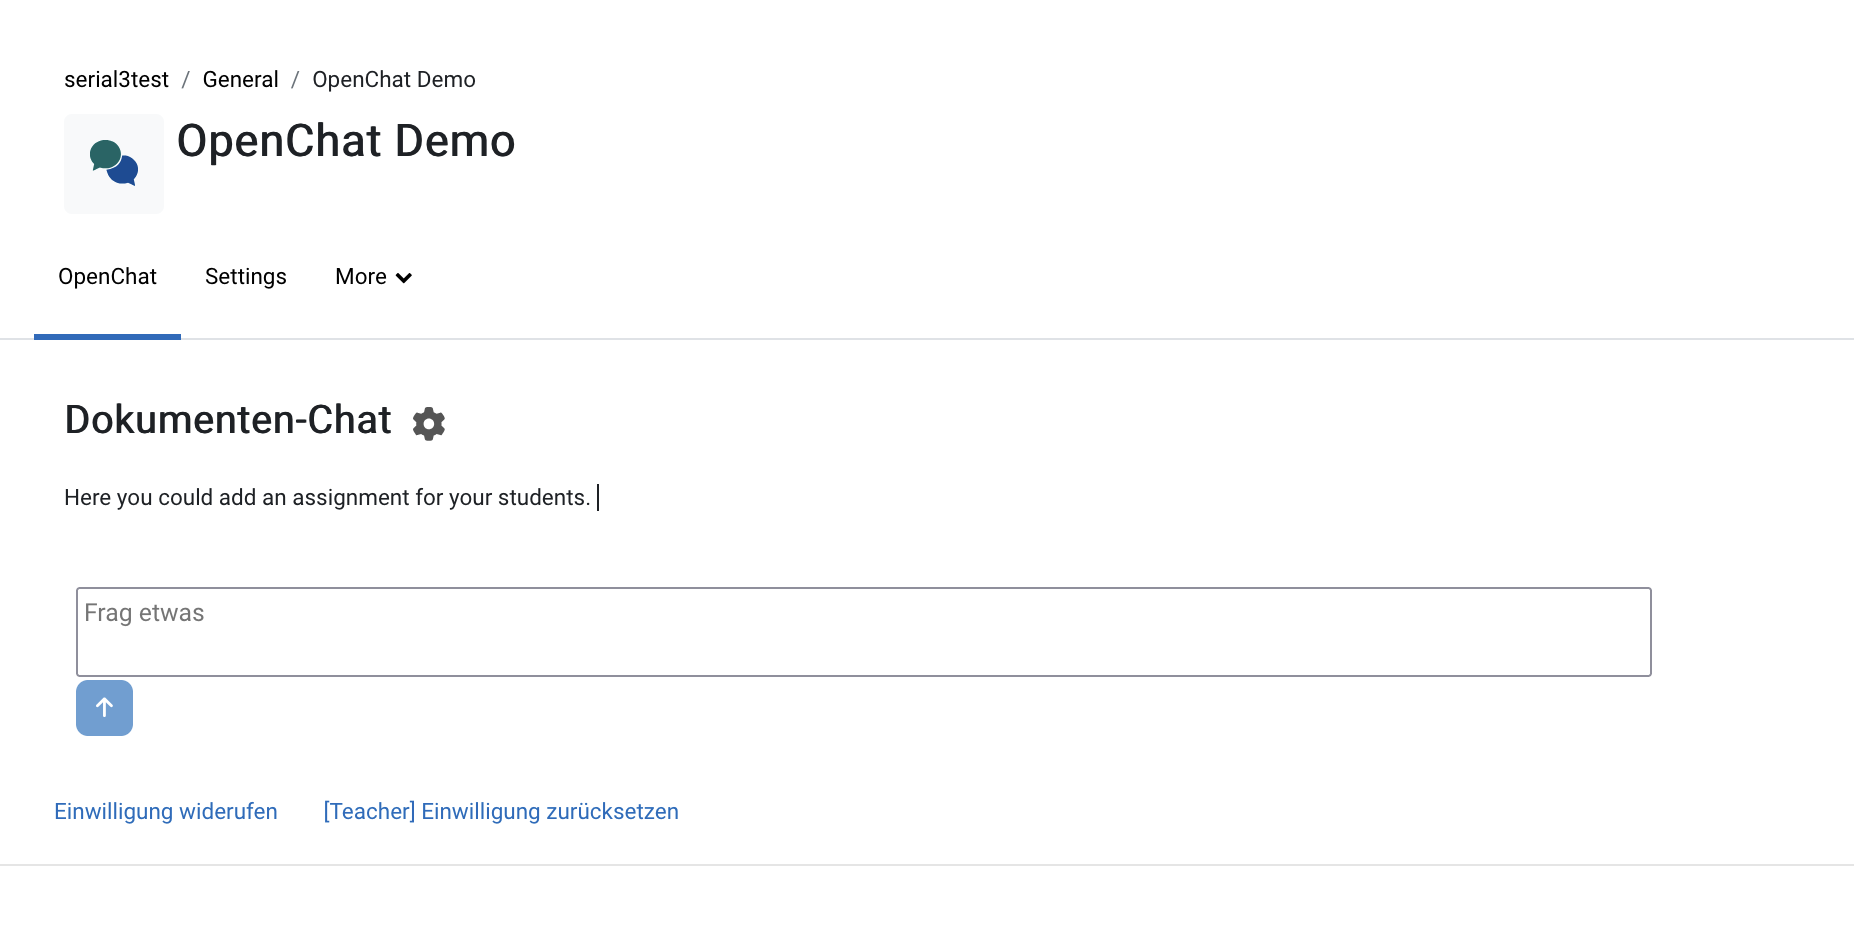 serial3test / General / OpenChat Demo
OpenChat Demo
OpenChat Settings More
Dokumenten-Chat
Here you could add an assignment for your students.
Frag etwas
Einwilligung widerufen [Teacher] Einwilligung zurücksetzen